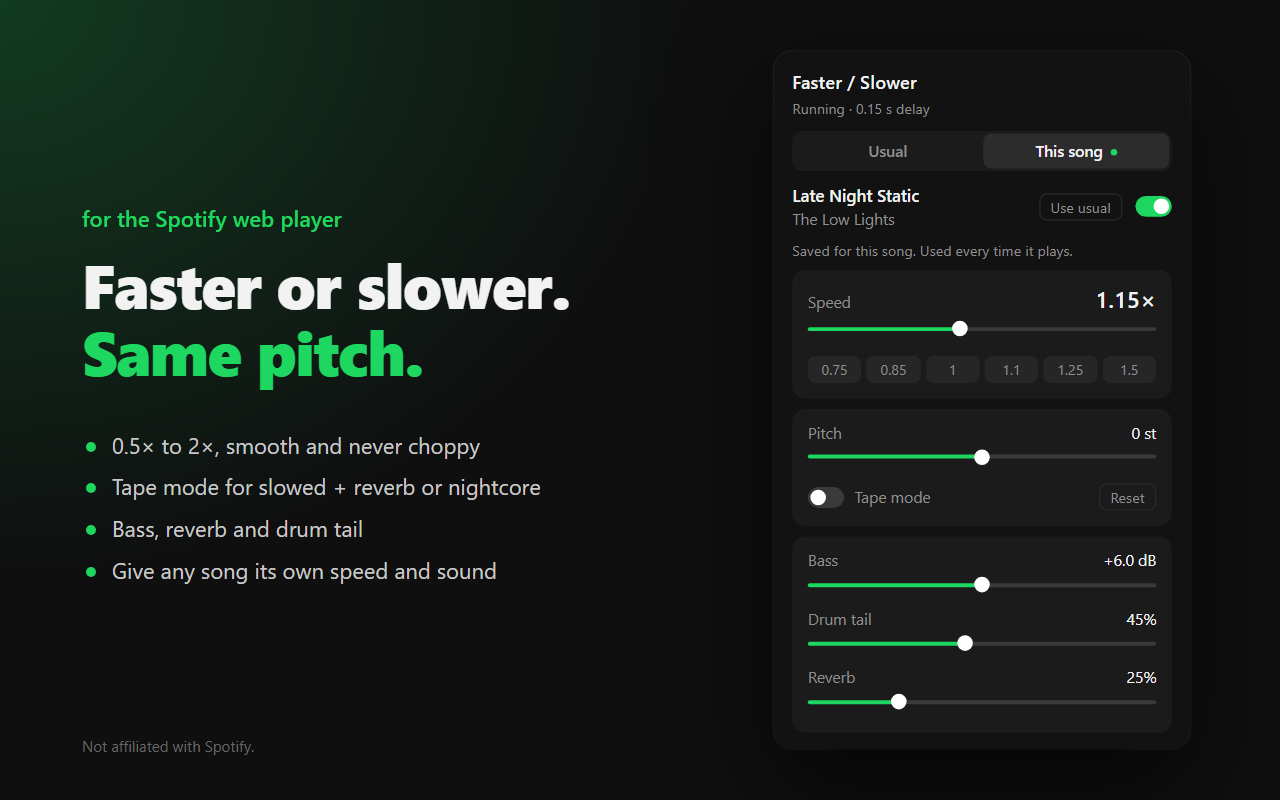 for the Spotify web player
Faster or slower.
Same pitch.
0.5× to 2×, smooth and never choppy
Tape mode for slowed + reverb or nightcore
Bass, reverb and drum tail
Give any song its own speed and sound
Not affiliated with Spotify.
Faster / Slower
Running · 0.15 s delay
Usual This song
Late Night Static
The Low Lights
Use usual
Saved for this song. Used every time it plays.
Speed 1.15×
0.75 0.85 1 1.1 1.25 1.5
Pitch 0 st
Tape mode Reset
Bass +6.0 dB
Drum tail 45%
Reverb 25%